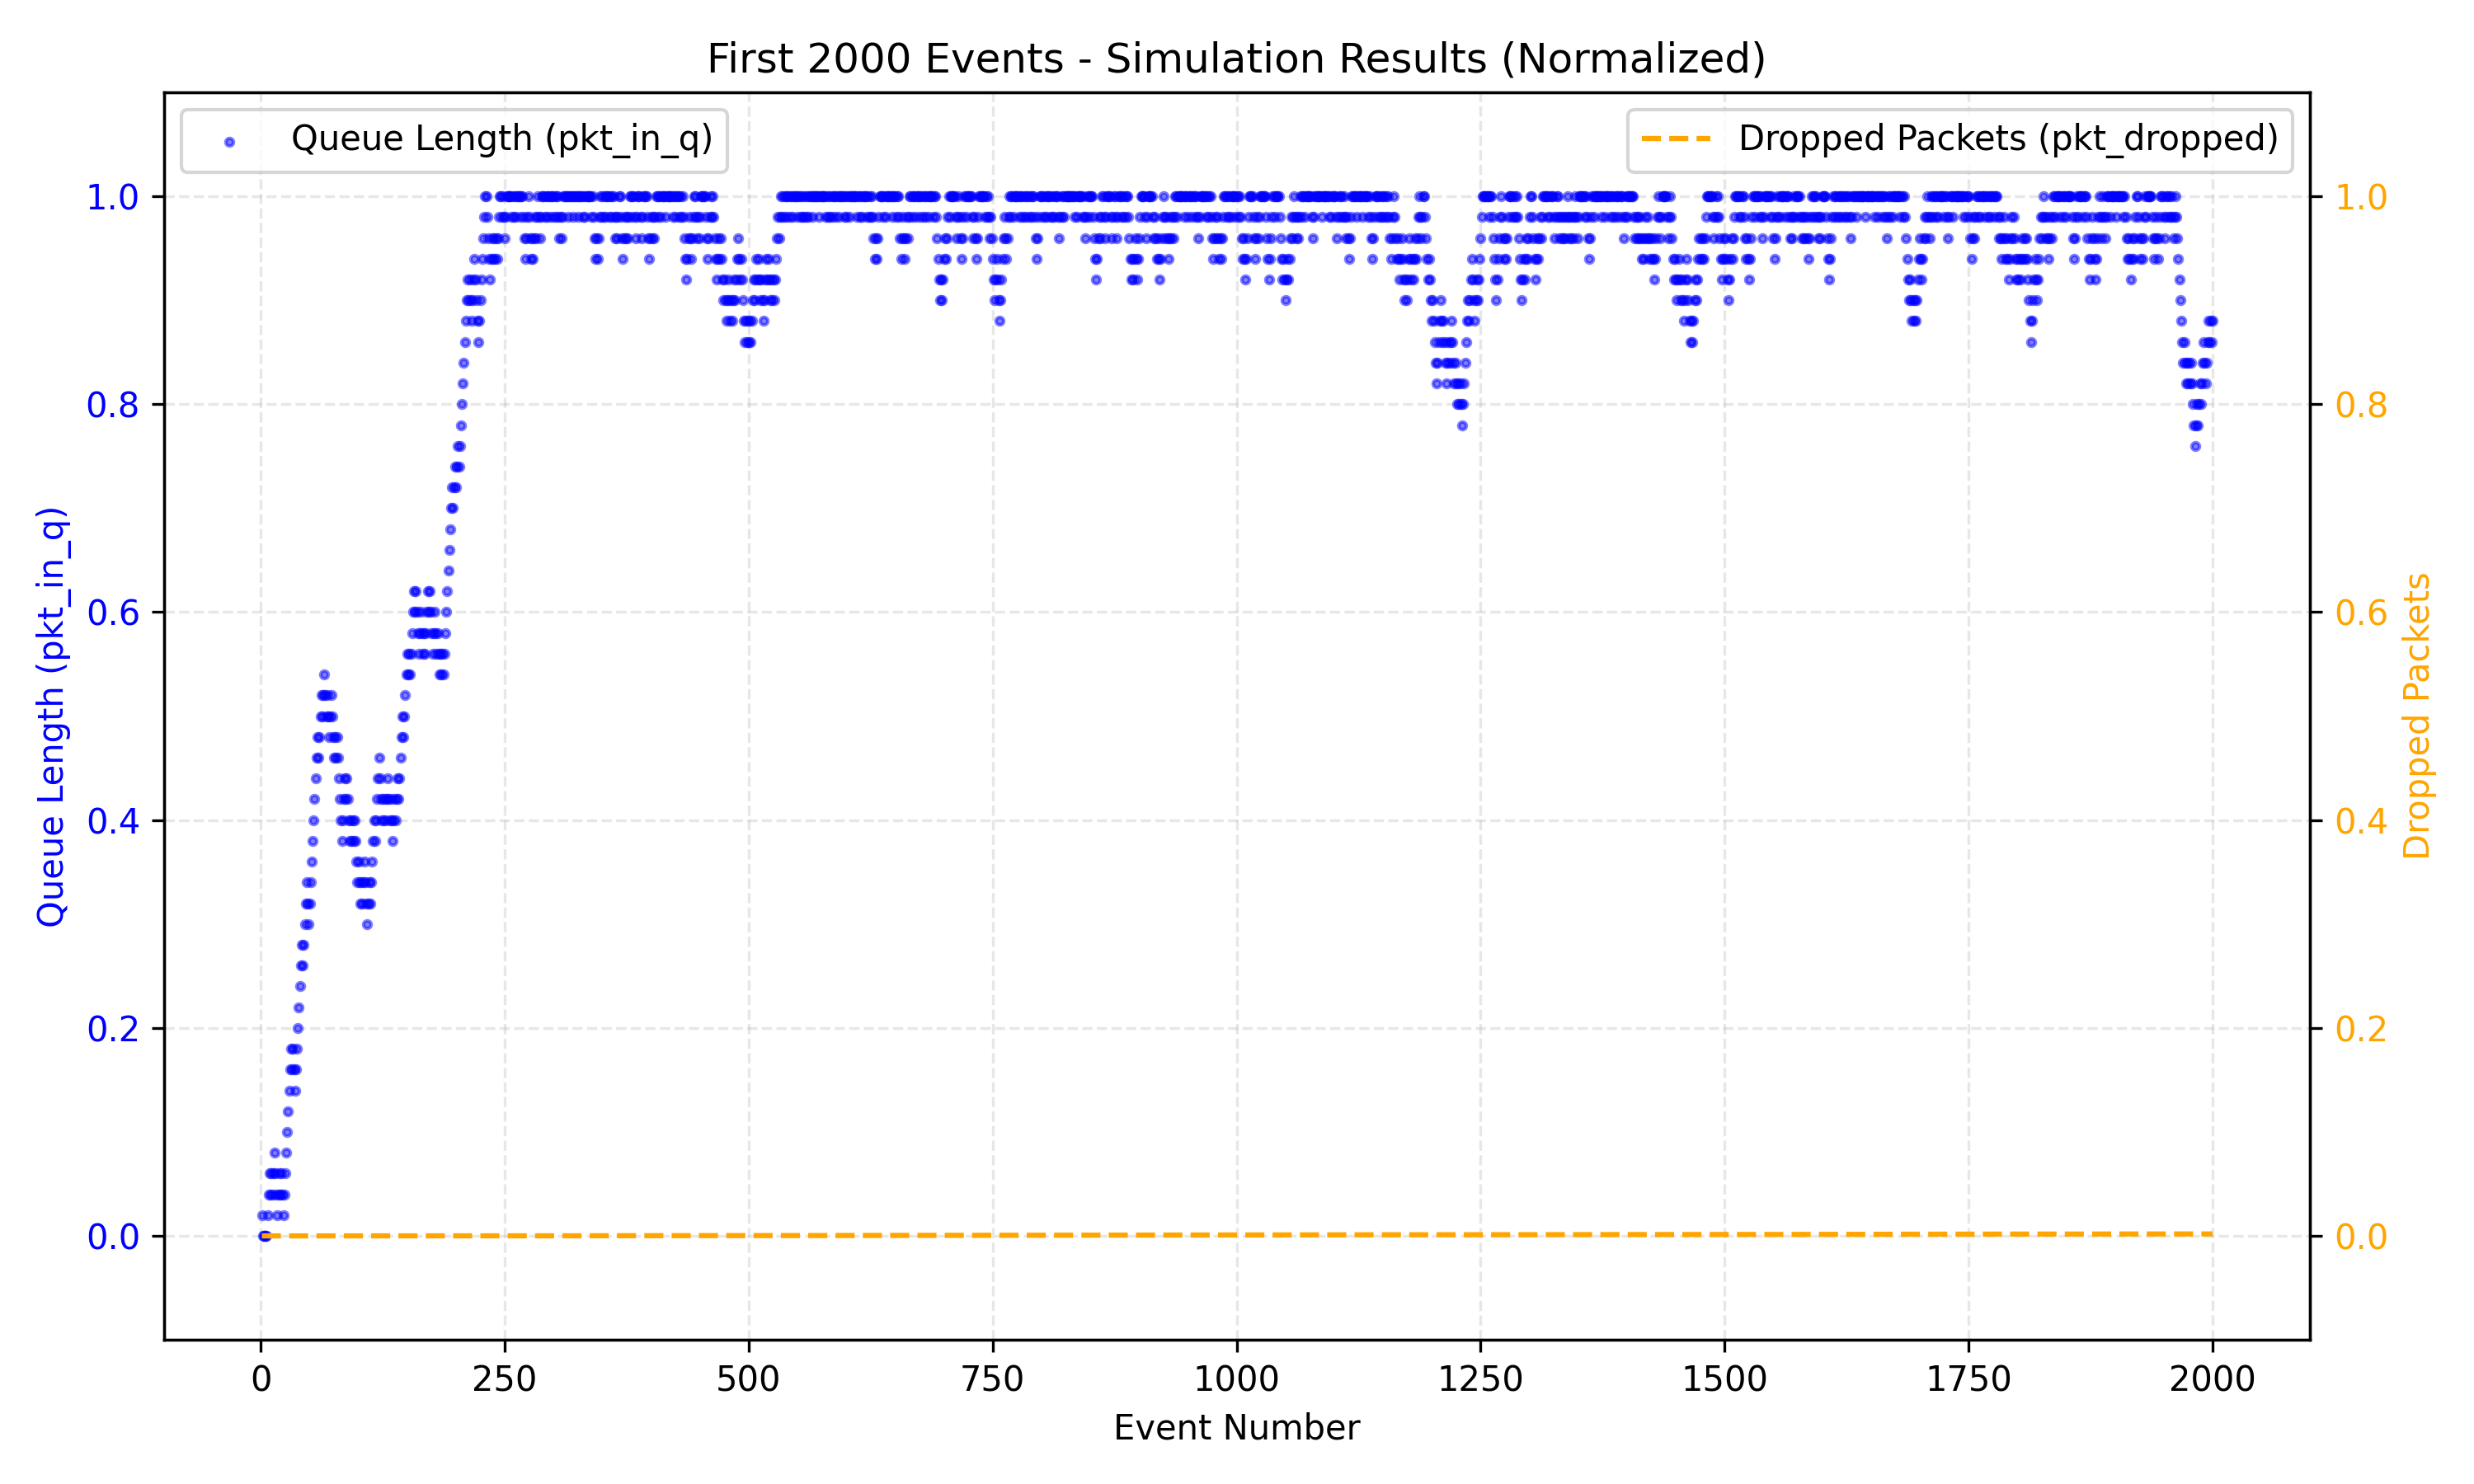 First 2000 Events - Simulation Results (Normalized)
Queue Length (pkt_in_q)
Dropped Packets (pkt_dropped)
1.0
0.8
0.6
0.4
0.2
0.0
Queue Length (pkt_in_q)
1.0
0.8
0.6
0.4
0.2
0.0
Dropped Packets
0 250 500 750 1000 1250 1500 1750 2000
Event Number